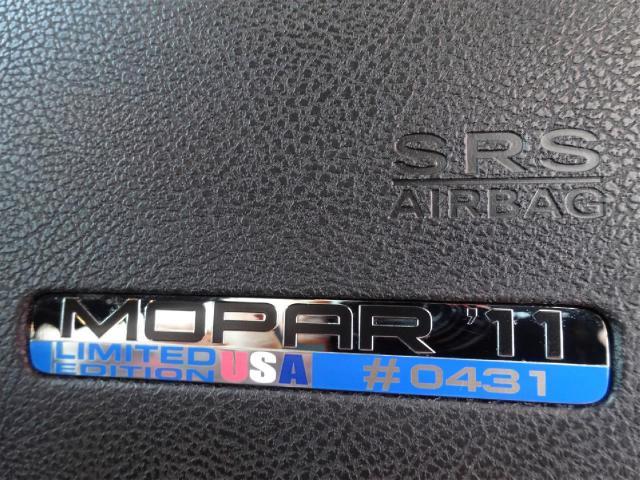 SRS
AIRBAG
MOPAR '11
LIMITED
EDITION USA #0431